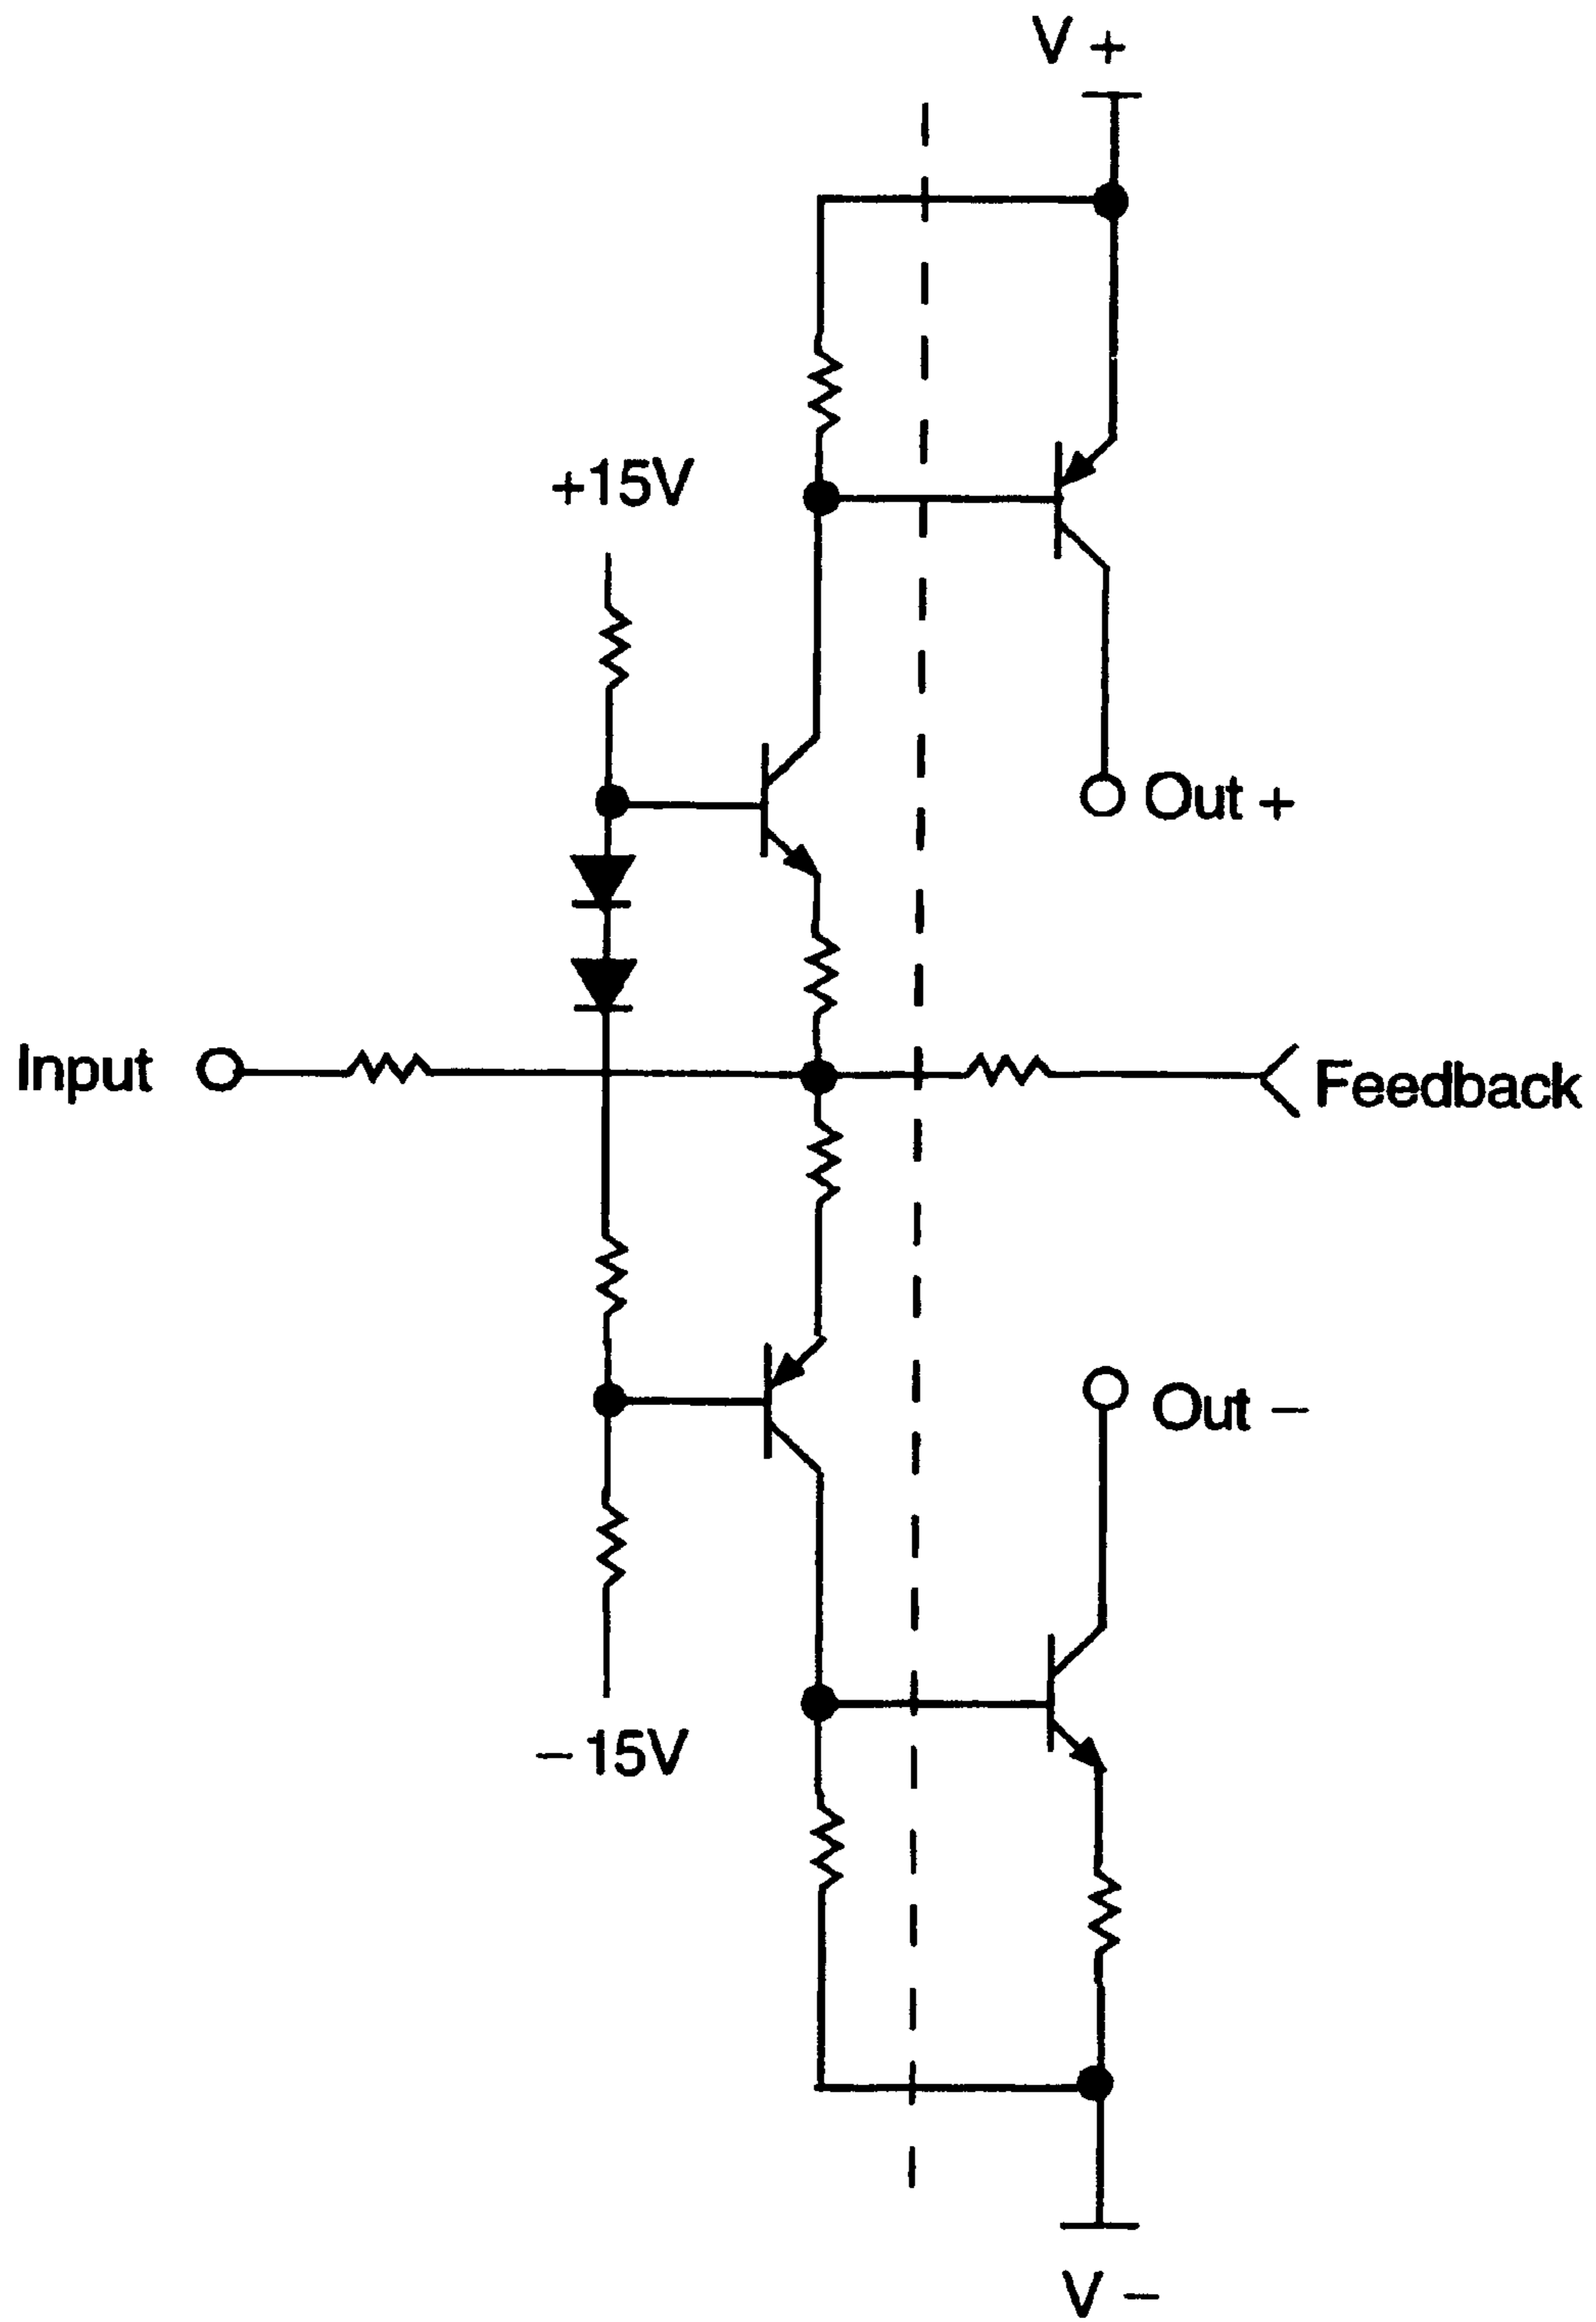 V +
+15V
Out +
Input
Feedback
Out −
−15V
V −